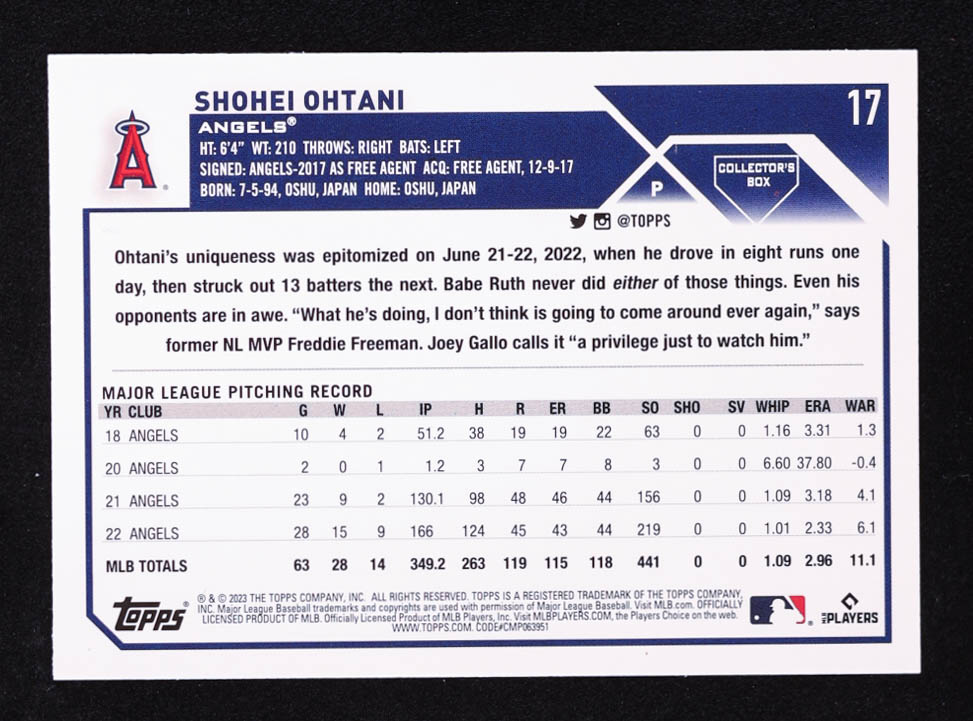 SHOHEI OHTANI
17
ANGELS®
HT: 6'4" WT: 210 THROWS: RIGHT BATS: LEFT
SIGNED: ANGELS-2017 AS FREE AGENT ACQ: FREE AGENT, 12-9-17
BORN: 7-5-94, OSHU, JAPAN HOME: OSHU, JAPAN
A®
P
COLLECTOR'S
BOX
@TOPPS
Ohtani's uniqueness was epitomized on June 21-22, 2022, when he drove in eight runs one
day, then struck out 13 batters the next. Babe Ruth never did either of those things. Even his
opponents are in awe. “What he's doing, I don't think is going to come around ever again,” says
former NL MVP Freddie Freeman. Joey Gallo calls it “a privilege just to watch him.”
MAJOR LEAGUE PITCHING RECORD
YR CLUB G W L IP H R ER BB SO SHO SV WHIP ERA WAR
18 ANGELS 10 4 2 51.2 38 19 19 22 63 0 0 1.16 3.31 1.3
20 ANGELS 2 0 1 1.2 3 7 7 8 3 0 0 6.60 37.80 -0.4
21 ANGELS 23 9 2 130.1 98 48 46 44 156 0 0 1.09 3.18 4.1
22 ANGELS 28 15 9 166 124 45 43 44 219 0 0 1.01 2.33 6.1
MLB TOTALS 63 28 14 349.2 263 119 115 118 441 0 0 1.09 2.96 11.1
topps®
® & © 2023 THE TOPPS COMPANY, INC. ALL RIGHTS RESERVED. TOPPS IS A REGISTERED TRADEMARK OF THE TOPPS COMPANY,
INC. Major League Baseball trademarks and copyrights are used with permission of Major League Baseball. Visit MLB.com. OFFICIALLY
LICENSED PRODUCT OF MLB. Officially Licensed Product of MLB Players, Inc. Visit MLBPLAYERS.COM, the Players Choice on the web.
WWW.TOPPS.COM. CODE#CMP063951
MLB PLAYERS